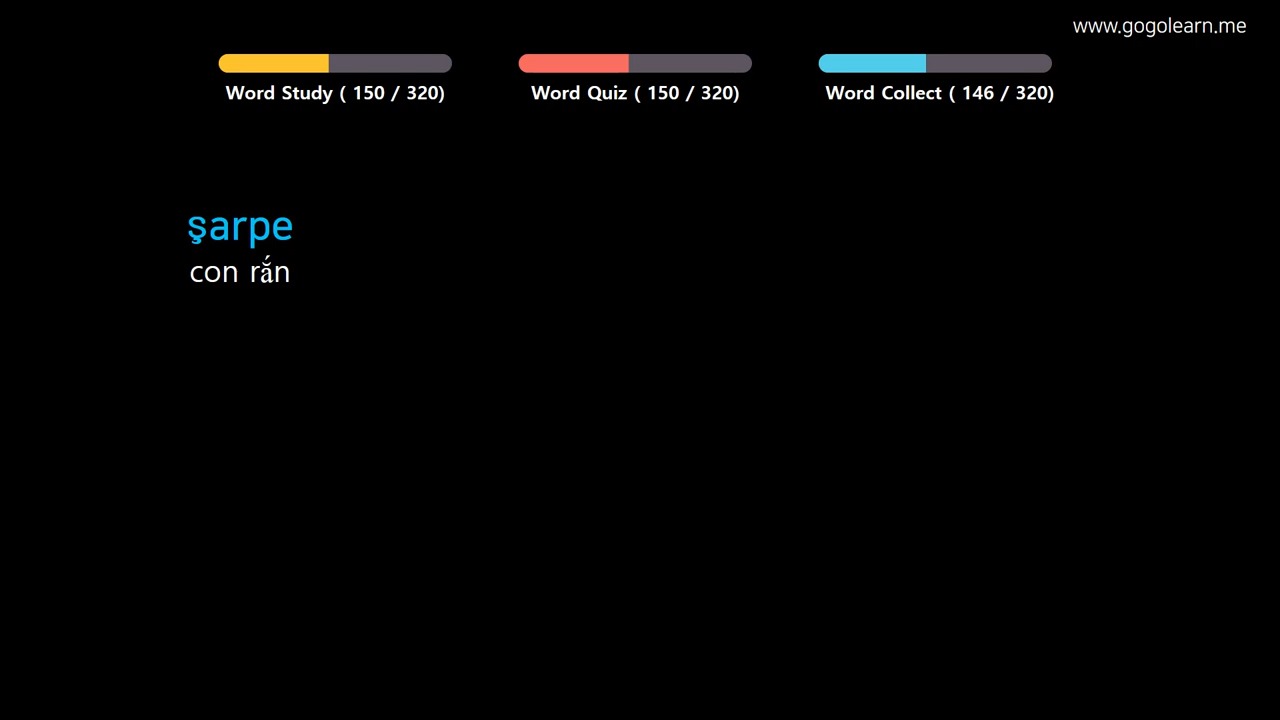 www.gogolearn.me
Word Study ( 150 / 320)
Word Quiz ( 150 / 320)
Word Collect ( 146 / 320)
şarpe
con rắn